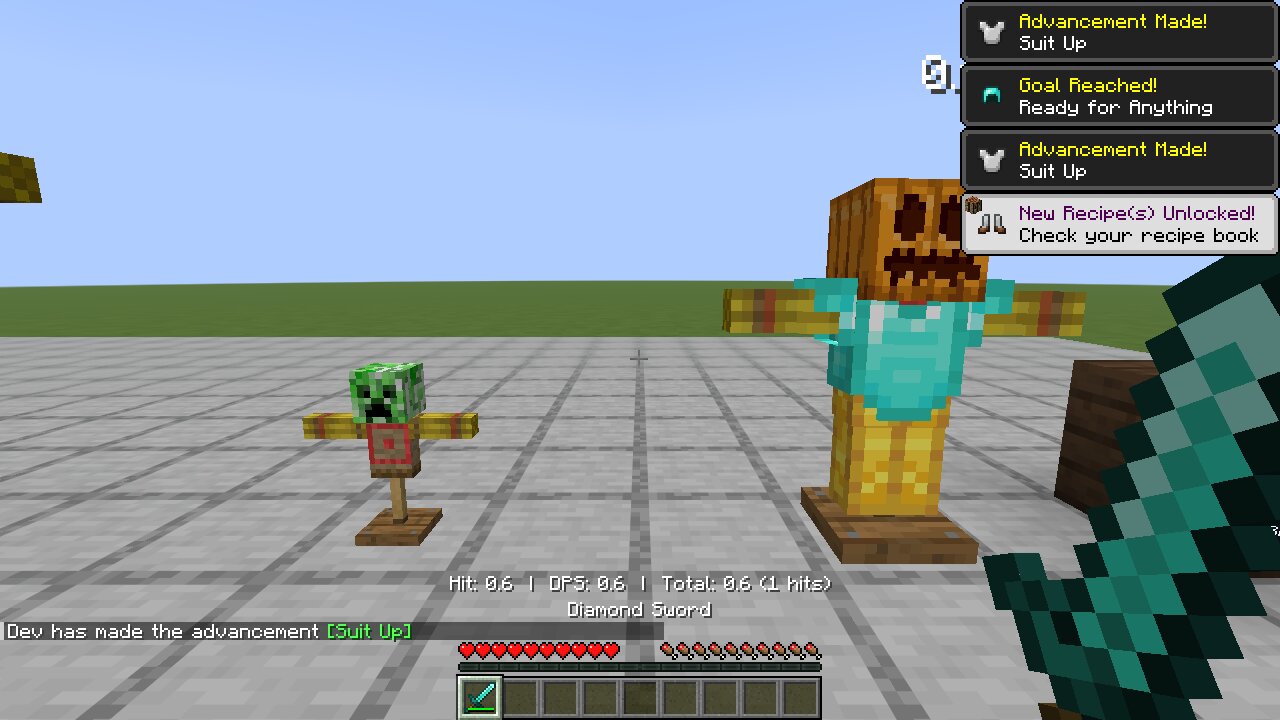 Advancement Made!
Suit Up
Goal Reached!
Ready for Anything
Advancement Made!
Suit Up
New Recipe(s) Unlocked!
Check your recipe book
Hit: 0.6 | DPS: 0.6 | Total: 0.6 (1 hits)
Diamond Sword
Dev has made the advancement [Suit Up]